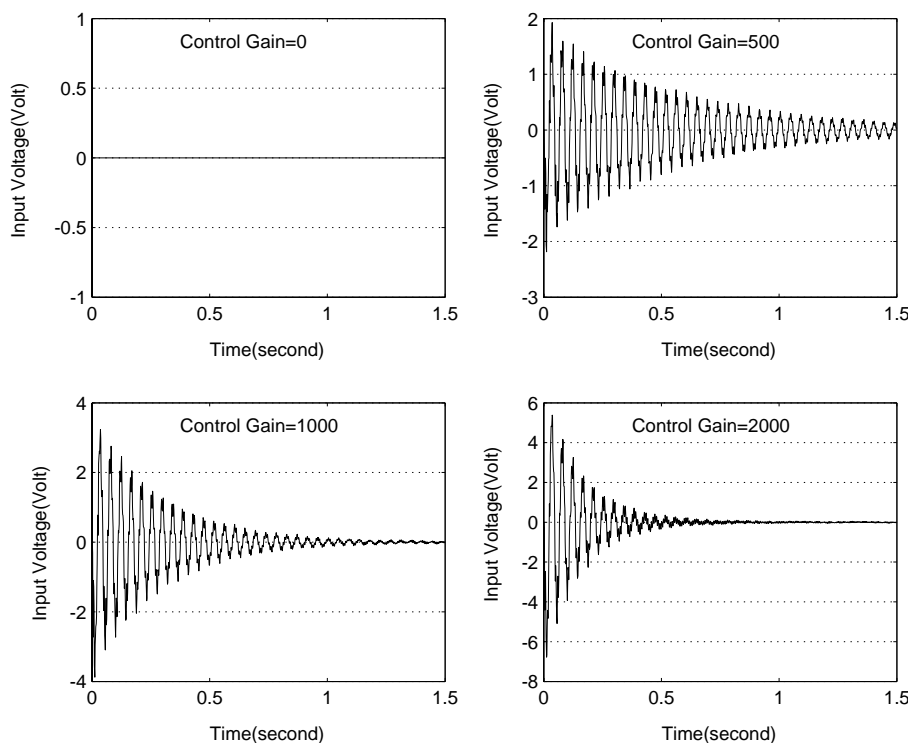 Control Gain=0
Input Voltage(Volt)
1
0.5
0
-0.5
-1
0 0.5 1 1.5
Time(second)
Control Gain=500
Input Voltage(Volt)
2
1
0
-1
-2
-3
0 0.5 1 1.5
Time(second)
Control Gain=1000
Input Voltage(Volt)
4
2
0
-2
-4
0 0.5 1 1.5
Time(second)
Control Gain=2000
Input Voltage(Volt)
6
4
2
0
-2
-4
-6
-8
0 0.5 1 1.5
Time(second)